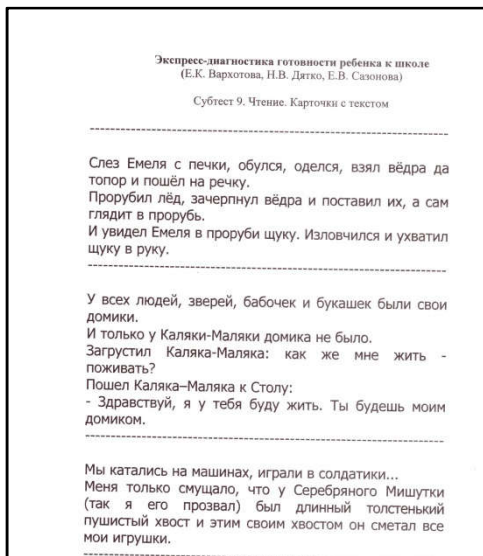 Экспресс-диагностика готовности ребенка к школе
(Е.К. Вархотова, Н.В. Дятко, Е.В. Сазонова)
Субтест 9. Чтение. Карточки с текстом
Слез Емеля с печки, обулся, оделся, взял вёдра да
топор и пошёл на речку.
Прорубил лёд, зачерпнул вёдра и поставил их, а сам
глядит в прорубь.
И увидел Емеля в проруби щуку. Изловчился и ухватил
щуку в руку.
У всех людей, зверей, бабочек и букашек были свои
домики.
И только у Каляки-Маляки домика не было.
Загрустил Каляка-Маляка: как же мне жить -
поживать?
Пошел Каляка–Маляка к Столу:
- Здравствуй, я у тебя буду жить. Ты будешь моим
домиком.
Мы катались на машинах, играли в солдатики...
Меня только смущало, что у Серебряного Мишутки
(так я его прозвал) был длинный толстенький
пушистый хвост и этим своим хвостом он сметал все
мои игрушки.